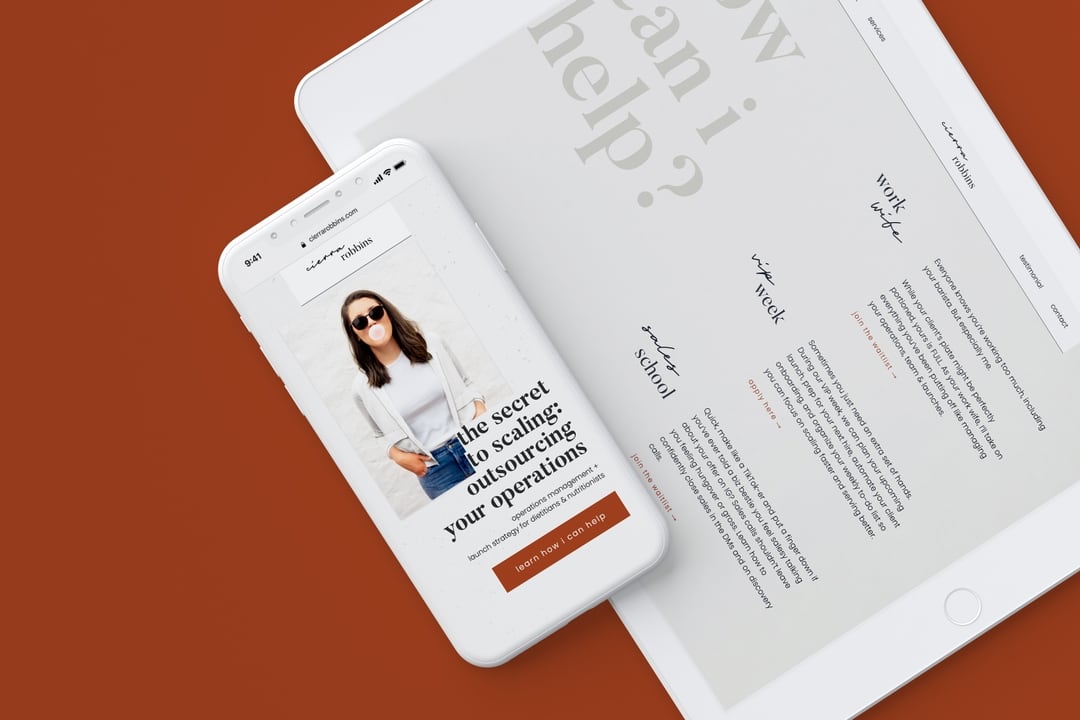 9:41
cierrarobbins.com
cierra
robbins
the secret
to scaling:
outsourcing
your operations
operations management +
launch strategy for dietitians & nutritionists
learn how i can help
how
can i
help?
services
cierra
robbins
testimonial
contact
work
wife
Everyone knows you're working too much, including
your barista. But especially me.
While your client's plate might be perfectly
portioned, yours is FULL. As your work wife, I'll take on
everything you've been putting off like managing
your operations, team & launches.
join the waitlist →
vip
week
Sometimes you just need an extra set of hands.
During our VIP week, we can plan your upcoming
launch, prep for your next hire, automate your client
onboarding, and organize your weekly to-do list so
you can focus on scaling faster and serving better.
apply here →
sales
school
Quick, make like a TikTok-er and put a finger down if
you've ever told a biz bestie you feel salesy talking
about your offer on IG? Sales calls shouldn't leave
you feeling hungover or gross. Learn how to
confidently close sales in the DMs and on discovery
calls.
join the waitlist →